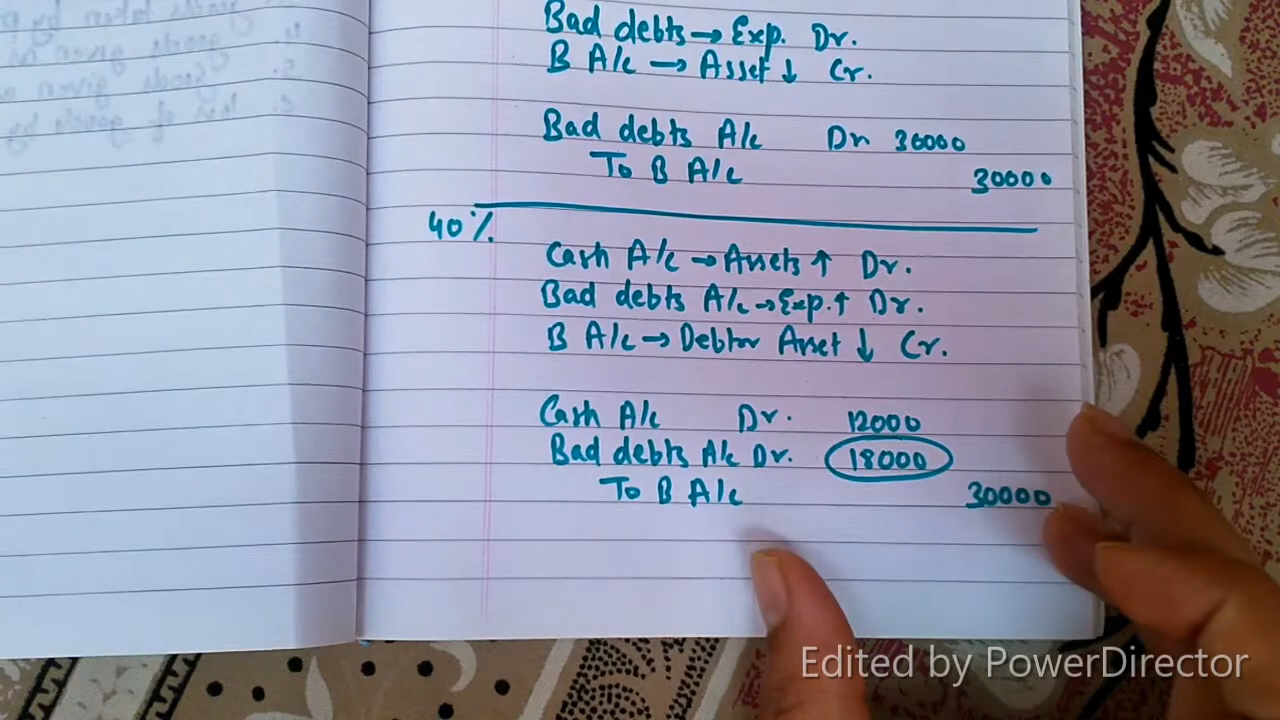 Bad debts → Exp. Dr.
B A/c → Asset ↓ Cr.
Bad debts A/c Dr 30000
To B A/c 30000
40%
Cash A/c → Assets ↑ Dr.
Bad debts A/c → Exp. ↑ Dr.
B A/c → Debtor Asset ↓ Cr.
Cash A/c Dr. 12000
Bad debts A/c Dr. 18000
To B A/c 30000
Edited by PowerDirector